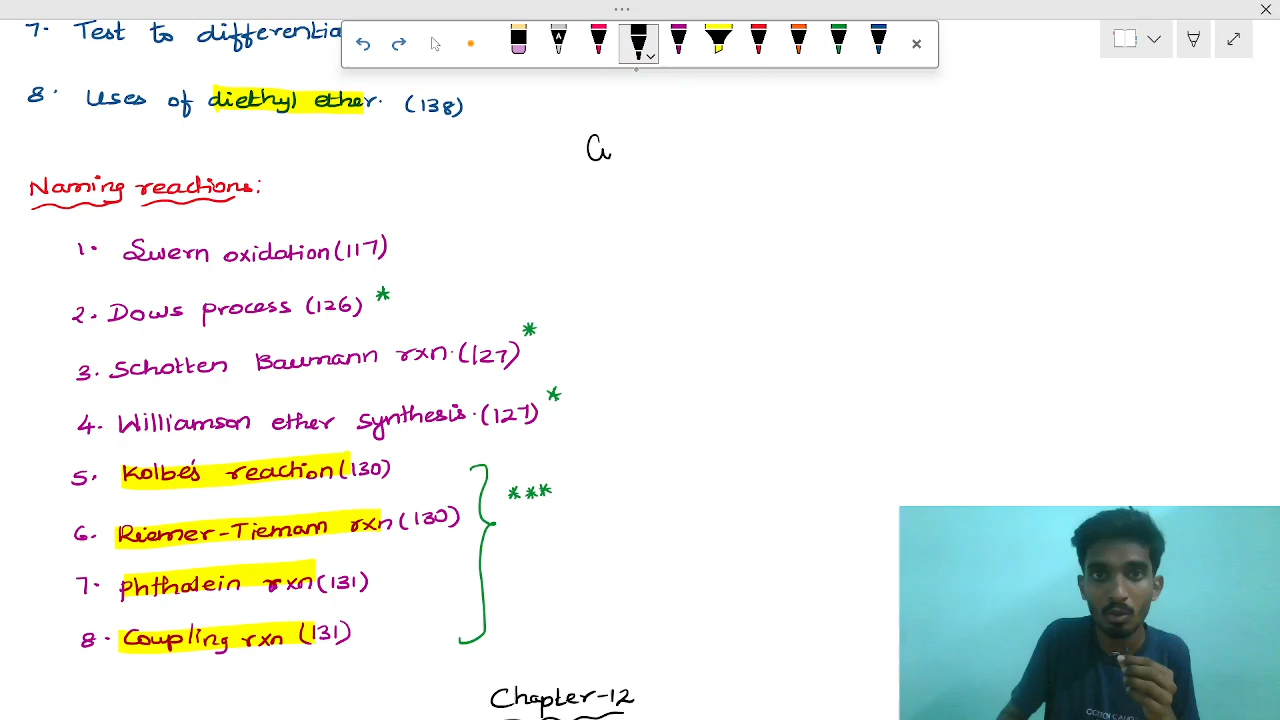 7. Test to differentia
8. Uses of diethyl ether. (138)
Naming reactions:
1. Swern oxidation (117)
2. Dows process (126) *
3. Schotten Baumann rxn. (127) *
4. Williamson ether synthesis. (127) *
5. Kolbe's reaction (130)
***
6. Riemer-Tiemann rxn (130)
7. phthalein rxn (131)
8. Coupling rxn (131)
Chapter-12